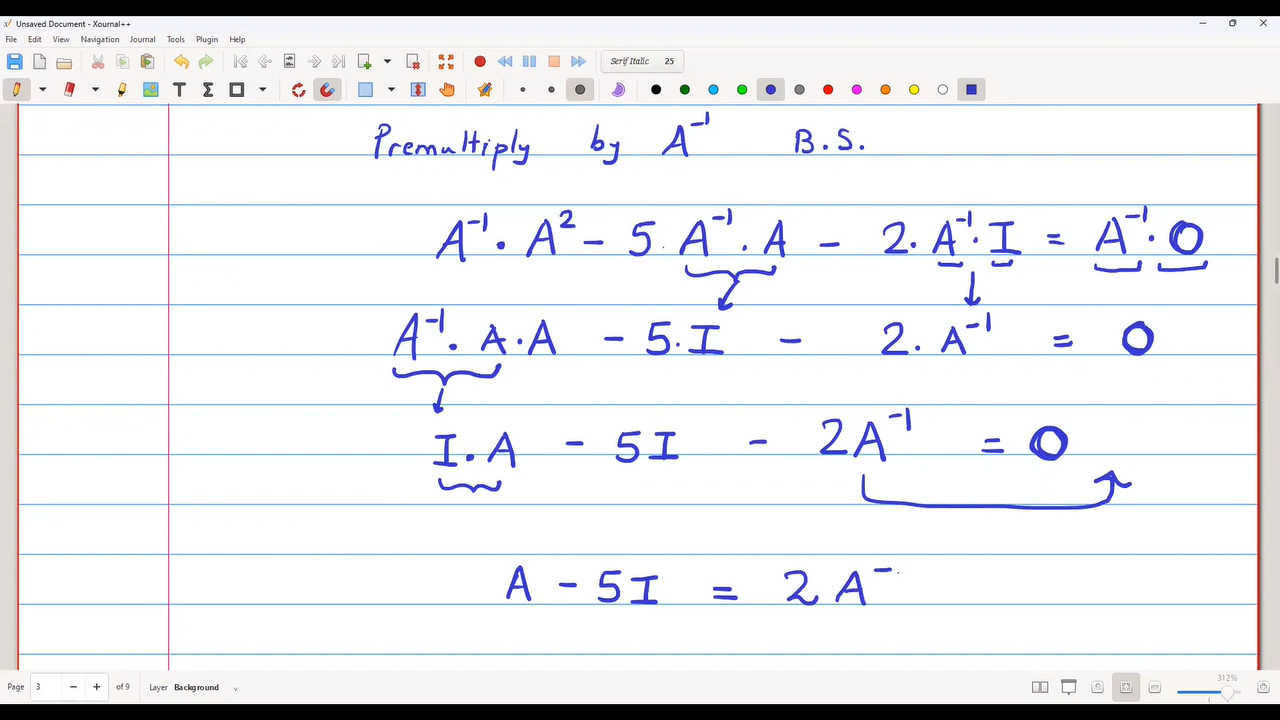 Unsaved Document - Xournal++
File Edit View Navigation Journal Tools Plugin Help
Serif Italic 25
Premultiply by A⁻¹ B.S.
A⁻¹ · A² - 5 · A⁻¹ · A - 2 · A⁻¹ · I = A⁻¹ · O
A⁻¹ · A · A - 5 · I - 2 · A⁻¹ = O
I · A - 5I - 2A⁻¹ = O
A - 5I = 2A⁻
Page 3 of 9 Layer Background 312%